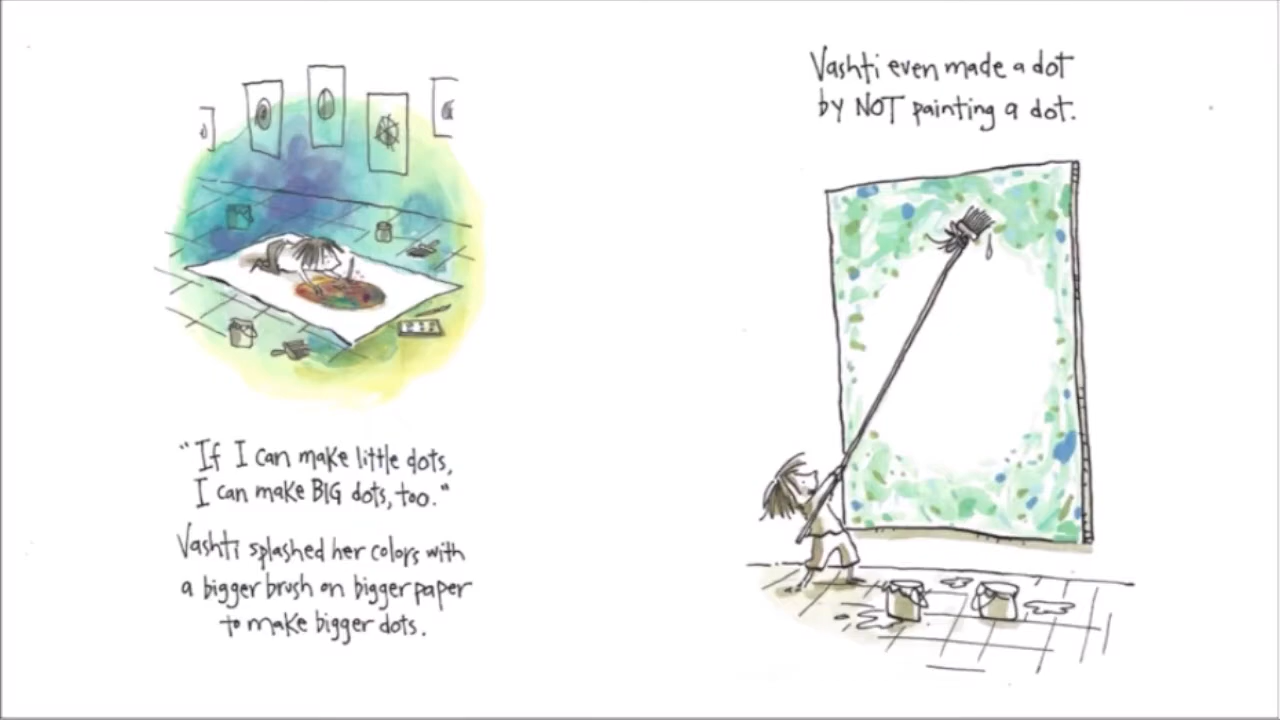 "If I can make little dots,
I can make BIG dots, too."
Vashti splashed her colors with
a bigger brush on bigger paper
to make bigger dots.
Vashti even made a dot
by NOT painting a dot.